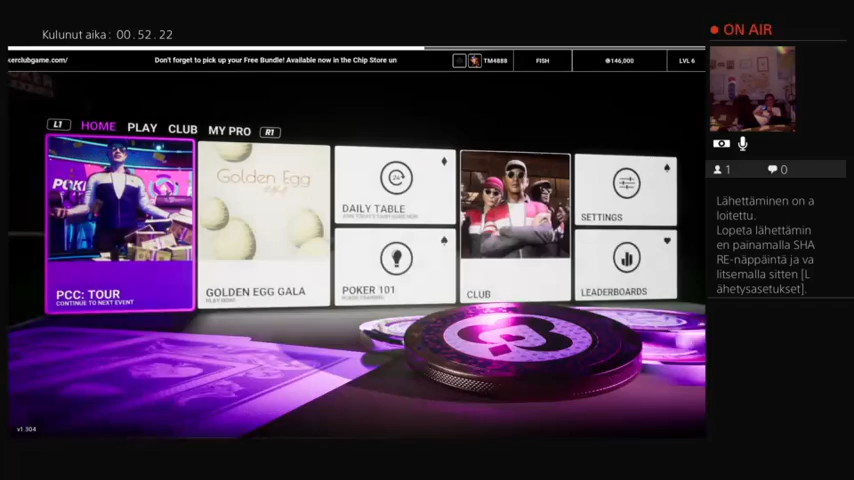 Kulunut aika: 00.52.22
ON AIR
kerclubgame.com/ Don't forget to pick up your Free Bundle! Available now in the Chip Store un TM4888 FISH 146,000 LVL 6
L1 HOME PLAY CLUB MY PRO R1
Golden Egg
PCC: TOUR
CONTINUE TO NEXT EVENT
GOLDEN EGG GALA
PLAY NOW!
24
DAILY TABLE
POKER 101
CLUB
SETTINGS
LEADERBOARDS
1 0
Lähettäminen on a
loitettu.
Lopeta lähettämin
en painamalla SHA
RE-näppäintä ja va
litsemalla sitten [L
ähetysasetukset].
v1.304